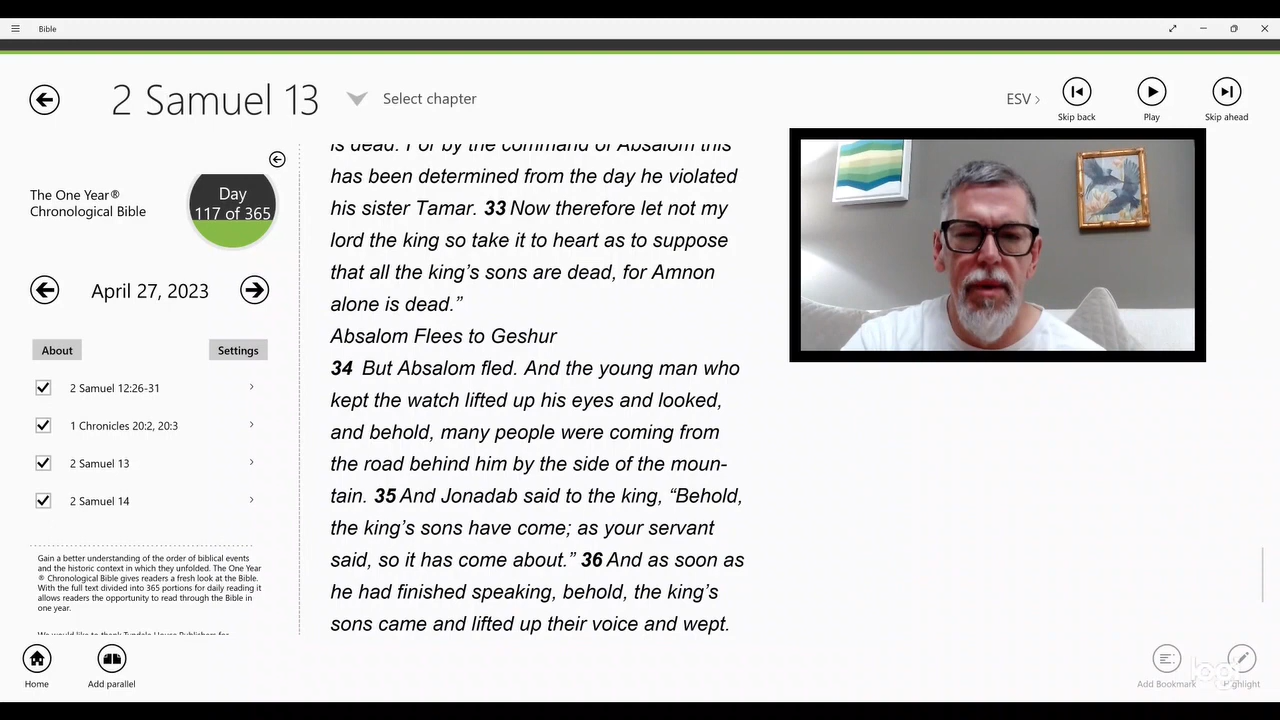 Bible
2 Samuel 13
Select chapter
ESV
Skip back
Play
Skip ahead
The One Year®
Chronological Bible
Day
117 of 365
April 27, 2023
About
Settings
2 Samuel 12:26-31
1 Chronicles 20:2, 20:3
2 Samuel 13
2 Samuel 14
Gain a better understanding of the order of biblical events
and the historic context in which they unfolded. The One Year
® Chronological Bible gives readers a fresh look at the Bible.
With the full text divided into 365 portions for daily reading it
allows readers the opportunity to read through the Bible in
one year.
We would like to thank Tyndale House Publishers for
is dead. For by the command of Absalom this
has been determined from the day he violated
his sister Tamar. 33 Now therefore let not my
lord the king so take it to heart as to suppose
that all the king’s sons are dead, for Amnon
alone is dead.”
Absalom Flees to Geshur
34 But Absalom fled. And the young man who
kept the watch lifted up his eyes and looked,
and behold, many people were coming from
the road behind him by the side of the moun-
tain. 35 And Jonadab said to the king, “Behold,
the king’s sons have come; as your servant
said, so it has come about.” 36 And as soon as
he had finished speaking, behold, the king’s
sons came and lifted up their voice and wept.
Home
Add parallel
Add Bookmark
Highlight
logi